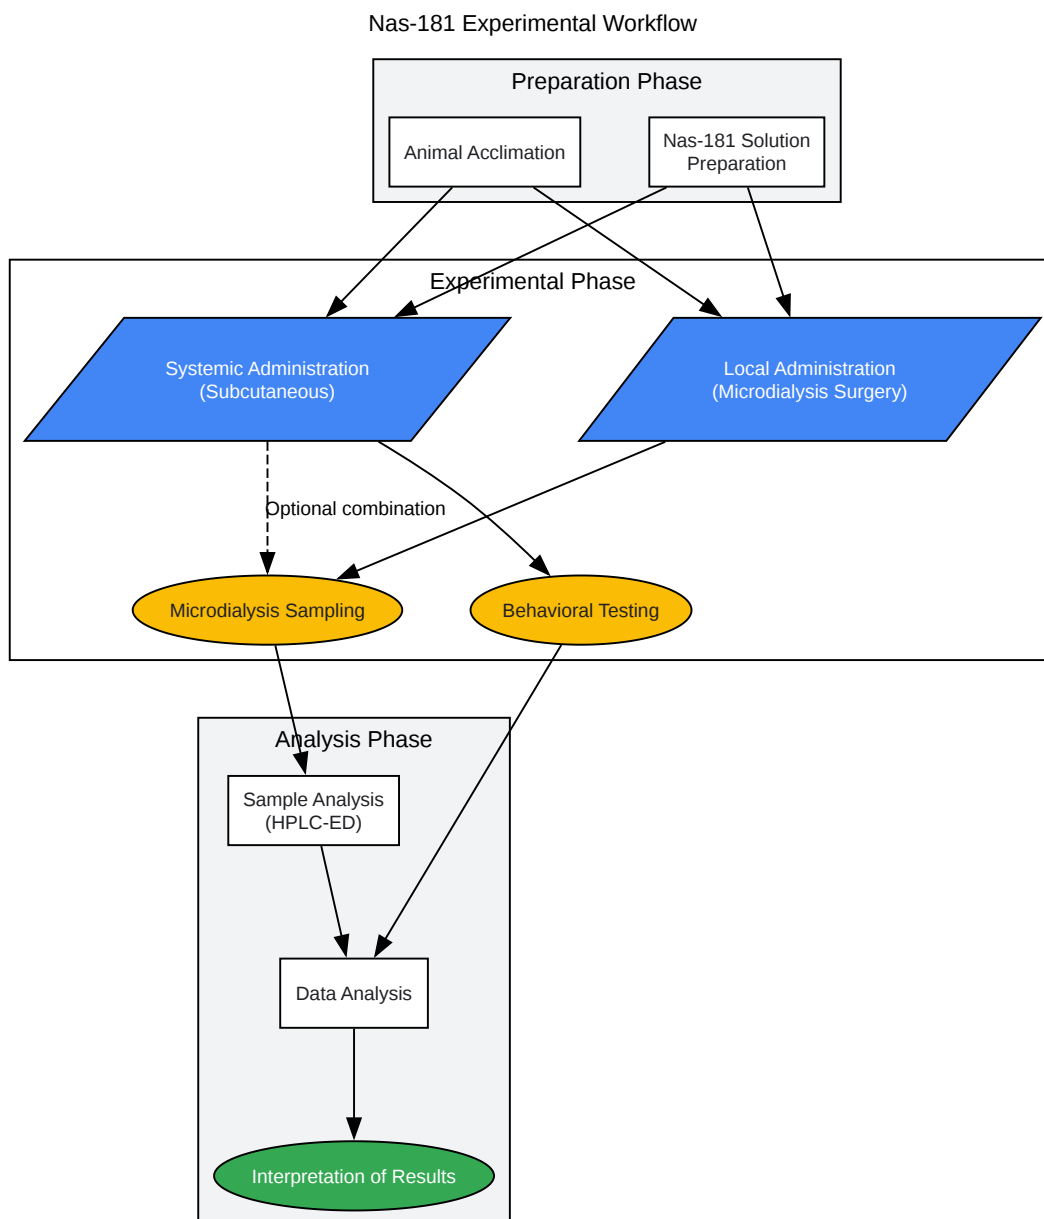 Nas-181 Experimental Workflow
Preparation Phase
Animal Acclimation
Nas-181 Solution
Preparation
Experimental Phase
Systemic Administration
(Subcutaneous)
Local Administration
(Microdialysis Surgery)
Optional combination
Microdialysis Sampling
Behavioral Testing
Analysis Phase
Sample Analysis
(HPLC-ED)
Data Analysis
Interpretation of Results